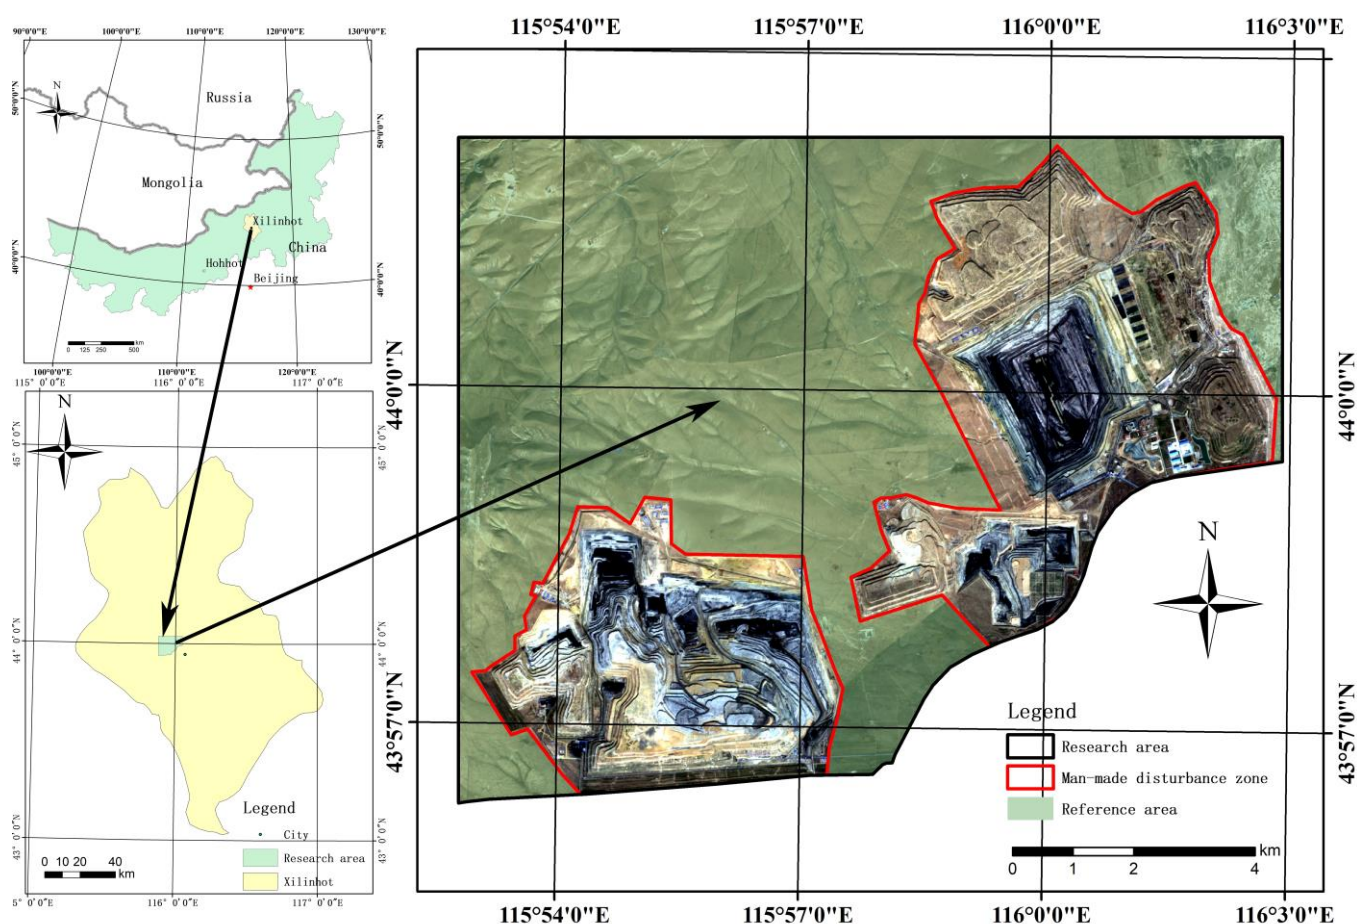 90°0'0"E 100°0'0"E 110°0'0"E 120°0'0"E 130°0'0"E
N
Russia
50°0'0"N
50°0'0"N
Mongolia
Xilinhot
China
40°0'0"N
Hohhot
Beijing
40°0'0"N
km
0 125 250 500
100°0'0"E 110°0'0"E 120°0'0"E
115° 0'0"E 116° 0'0"E 117° 0'0"E
N
45° 0'0"N
45° 0'0"N
44° 0'0"N
44° 0'0"N
Legend
City
43° 0'0"N
43° 0'0"N
Research area
0 10 20 40
km
Xilinhot
5° 0'0"E 116° 0'0"E 117° 0'0"E
115°54'0"E 115°57'0"E 116°0'0"E 116°3'0"E
44°0'0"N
44°0'0"N
N
43°57'0"N
43°57'0"N
Legend
Research area
Man-made disturbance zone
Reference area
km
0 1 2 4
115°54'0"E 115°57'0"E 116°0'0"E 116°3'0"E